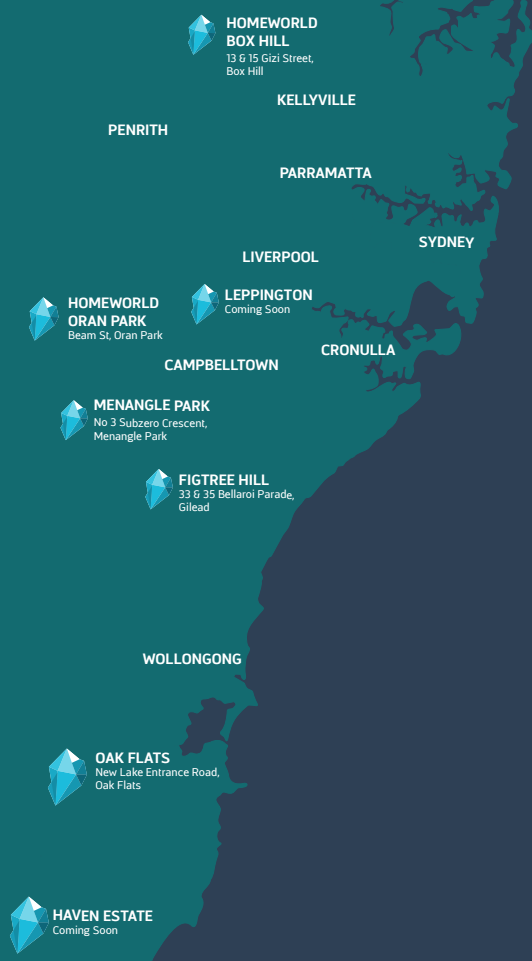 HOMEWORLD
BOX HILL
13 & 15 Gizi Street,
Box Hill
KELLYVILLE
PENRITH
PARRAMATTA
SYDNEY
LIVERPOOL
LEPPINGTON
Coming Soon
HOMEWORLD
ORAN PARK
Beam St, Oran Park
CRONULLA
CAMPBELLTOWN
MENANGLE PARK
No 3 Subzero Crescent,
Menangle Park
FIGTREE HILL
33 & 35 Bellaroi Parade,
Gilead
WOLLONGONG
OAK FLATS
New Lake Entrance Road,
Oak Flats
HAVEN ESTATE
Coming Soon